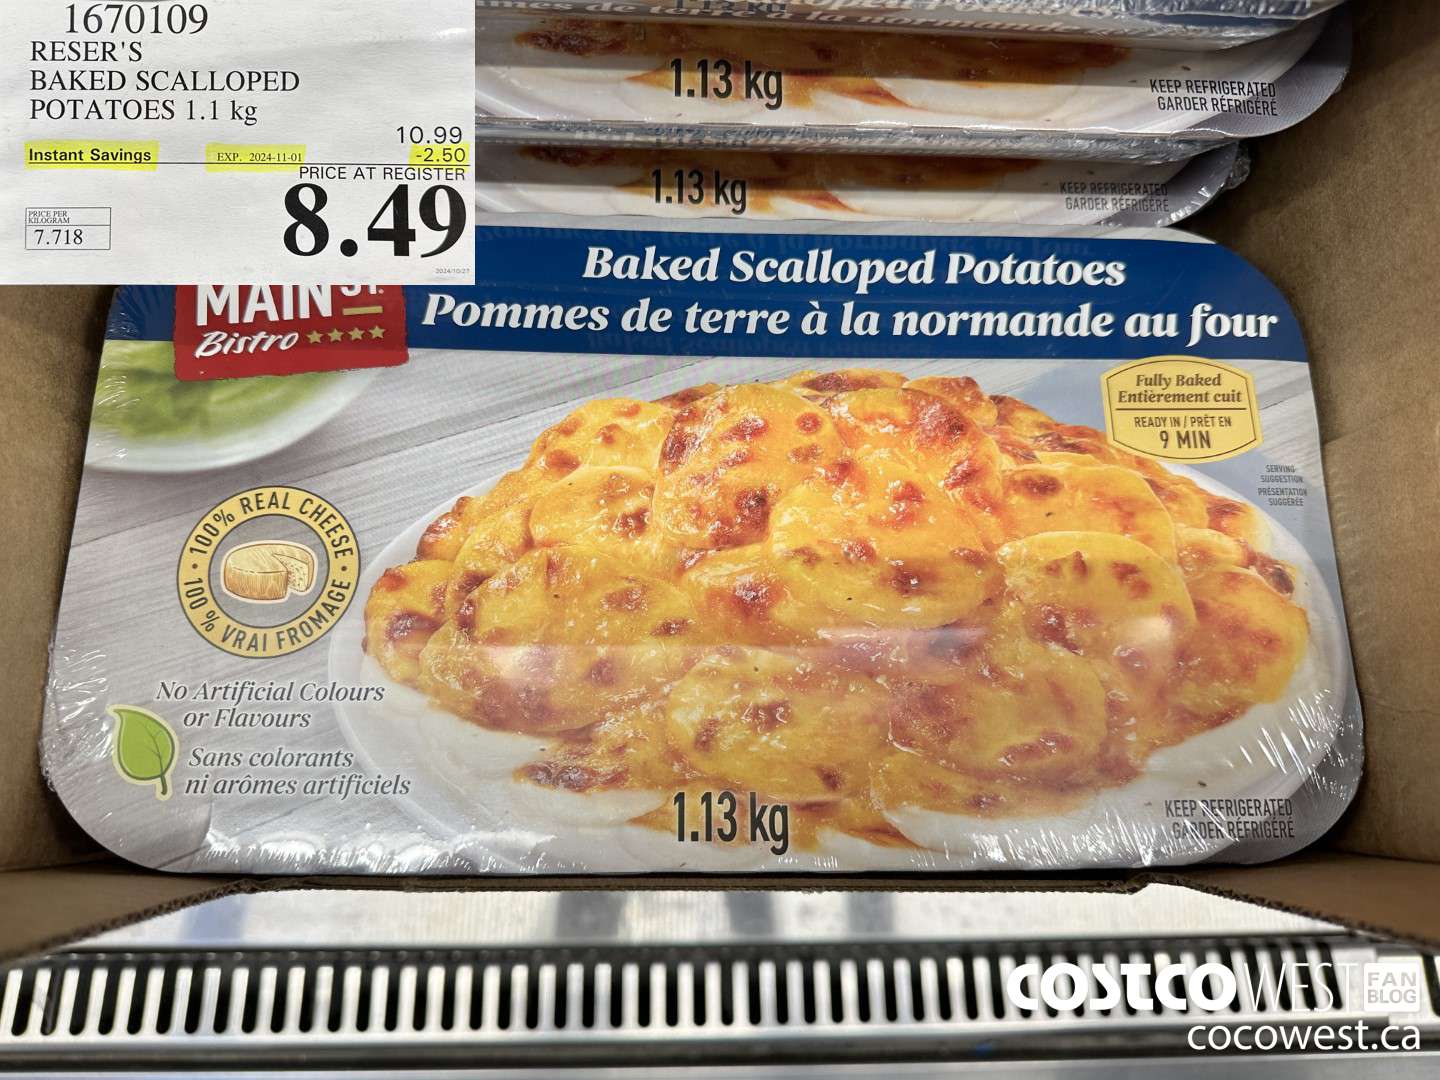 1670109
RESER'S
BAKED SCALLOPED
POTATOES 1.1 kg
10.99
Instant Savings EXP. 2024-11-01 -2.50
PRICE AT REGISTER
8.49
PRICE PER
KILOGRAM
7.718
2024/10/27
1.13 kg
KEEP REFRIGERATED
GARDER RÉFRIGÉRÉ
1.13 kg
KEEP REFRIGERATED
GARDER RÉFRIGÉRÉ
MAIN ST.
Bistro
Baked Scalloped Potatoes
Pommes de terre à la normande au four
Fully Baked
Entièrement cuit
READY IN / PRÊT EN
9 MIN
SERVING
SUGGESTION
PRÉSENTATION
SUGGÉRÉE
100% REAL CHEESE
100% VRAI FROMAGE
No Artificial Colours
or Flavours
Sans colorants
ni arômes artificiels
1.13 kg
KEEP REFRIGERATED
GARDER RÉFRIGÉRÉ
COSTCO WEST FAN BLOG
cocowest.ca